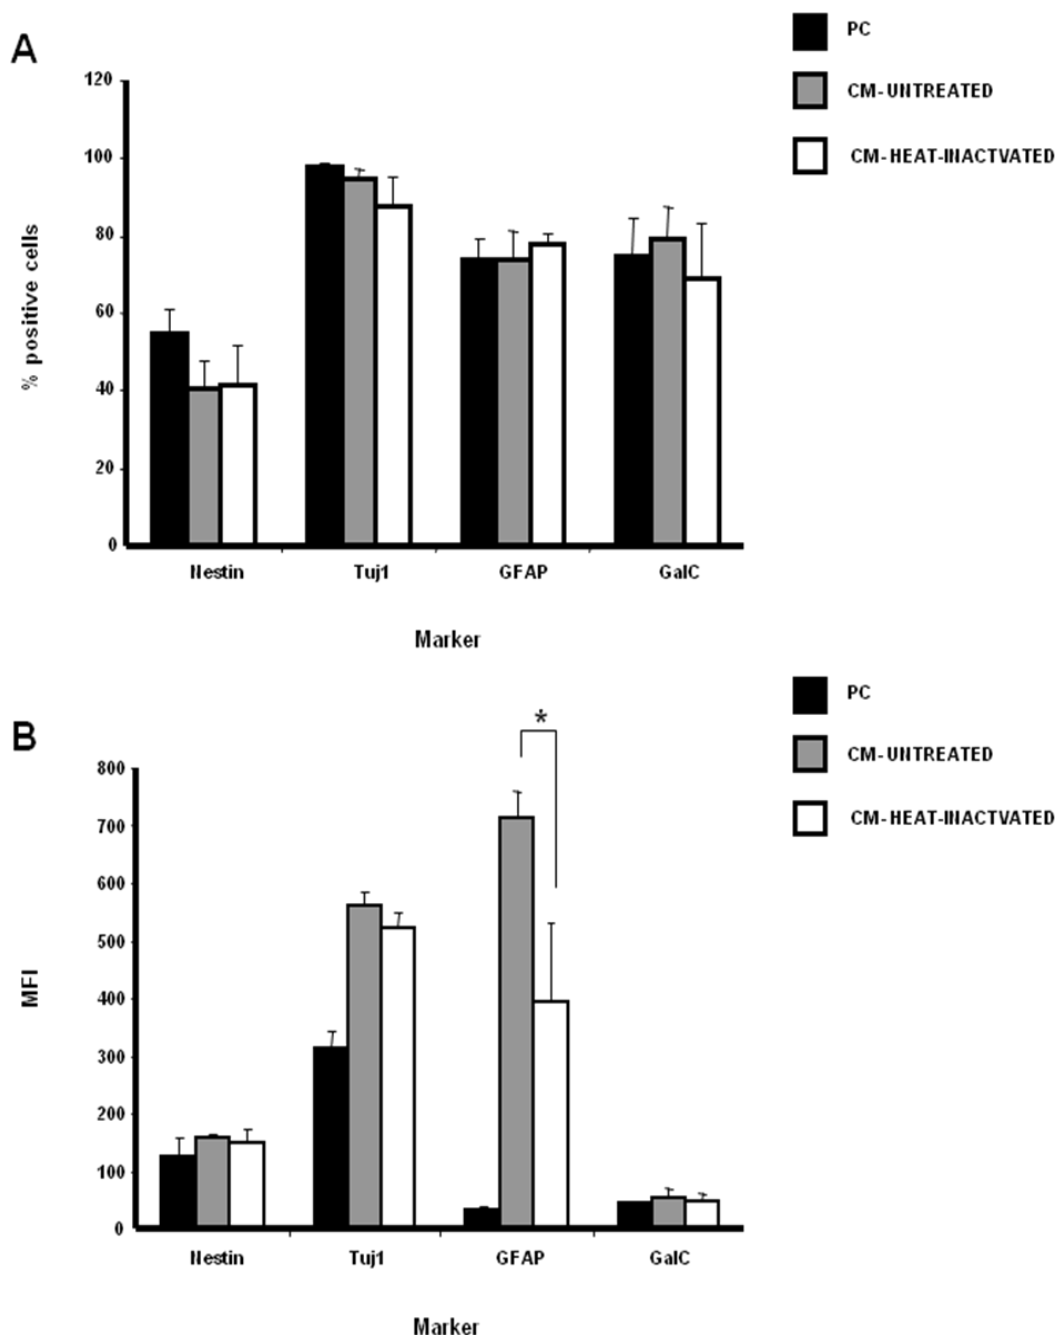 A
PC
CM-UNTREATED
CM-HEAT-INACTVATED
120
100
80
60
40
20
0
% positive cells
Nestin Tuj1 GFAP GalC
Marker
B
PC
CM-UNTREATED
CM-HEAT-INACTVATED
*
800
700
600
500
400
300
200
100
0
MFI
Nestin Tuj1 GFAP GalC
Marker